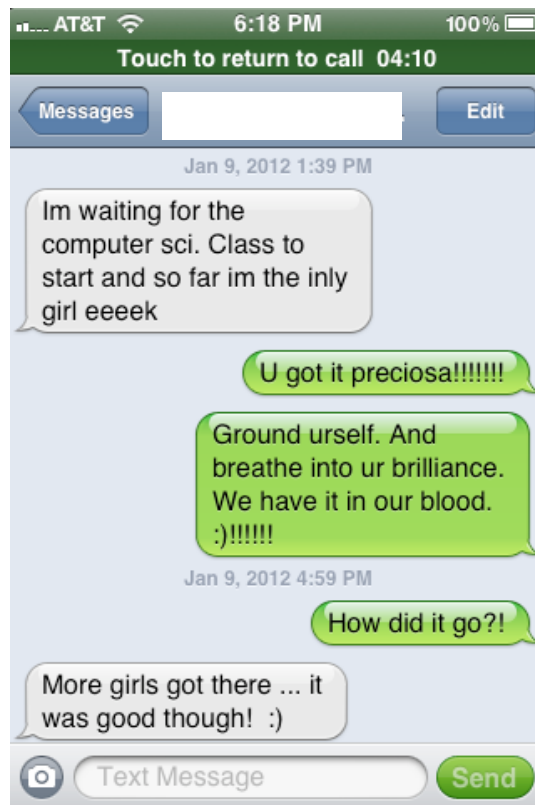 AT&T 6:18 PM 100%
Touch to return to call 04:10
Messages Edit
Jan 9, 2012 1:39 PM
Im waiting for the
computer sci. Class to
start and so far im the inly
girl eeeek
U got it preciosa!!!!!!!
Ground urself. And
breathe into ur brilliance.
We have it in our blood.
:)!!!!!!
Jan 9, 2012 4:59 PM
How did it go?!
More girls got there ... it
was good though! :)
Text Message Send